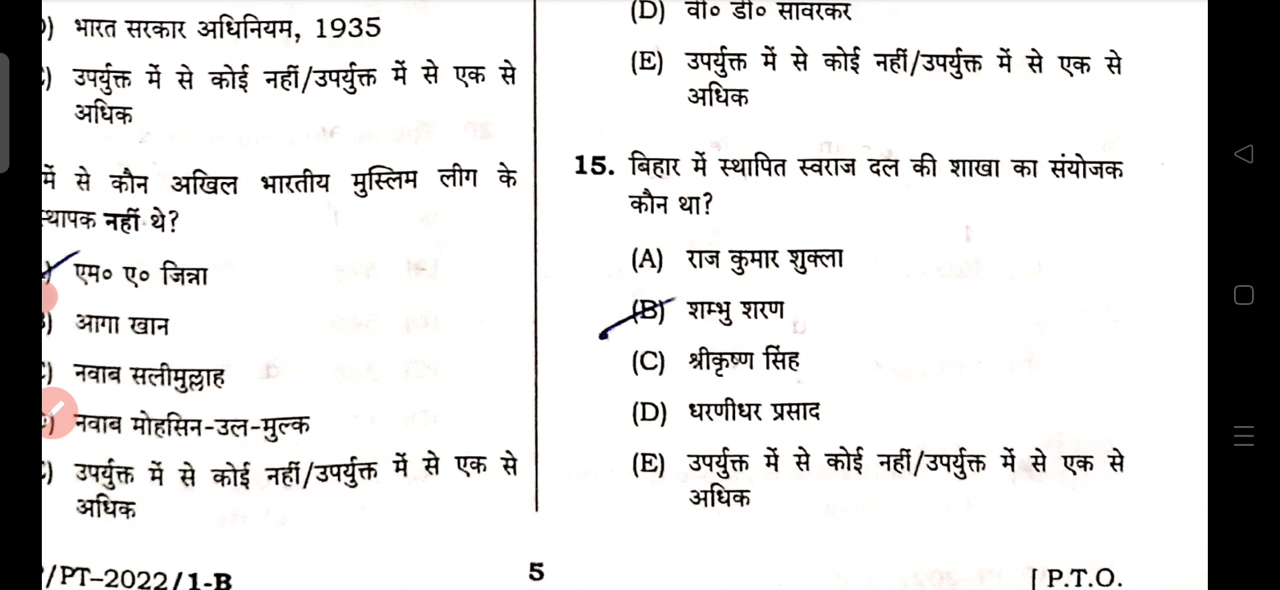 ) भारत सरकार अधिनियम, 1935
) उपर्युक्त में से कोई नहीं/उपर्युक्त में से एक से
अधिक
में से कौन अखिल भारतीय मुस्लिम लीग के
स्थापक नहीं थे?
) एम० ए० जिन्ना
) आगा खान
) नवाब सलीमुल्लाह
) नवाब मोहसिन-उल-मुल्क
) उपर्युक्त में से कोई नहीं/उपर्युक्त में से एक से
अधिक
/PT-2022/1-B
(D) वी० डी० सावरकर
(E) उपर्युक्त में से कोई नहीं/उपर्युक्त में से एक से
अधिक
15. बिहार में स्थापित स्वराज दल की शाखा का संयोजक
कौन था?
(A) राज कुमार शुक्ला
(B) शम्भु शरण
(C) श्रीकृष्ण सिंह
(D) धरणीधर प्रसाद
(E) उपर्युक्त में से कोई नहीं/उपर्युक्त में से एक से
अधिक
5
[ P.T.O.